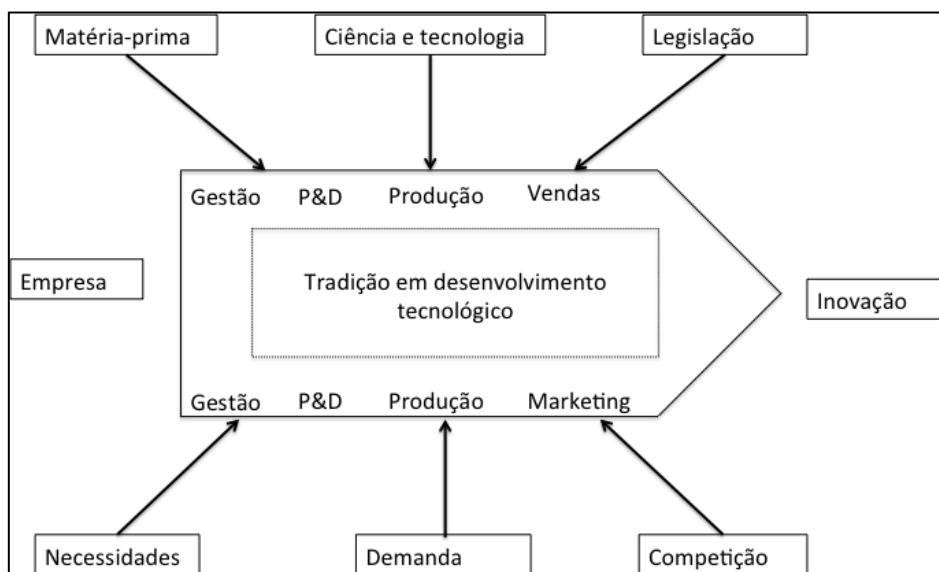 Matéria-prima
Ciência e tecnologia
Legislação
Gestão P&D Produção Vendas
Empresa
Tradição em desenvolvimento
tecnológico
Inovação
Gestão P&D Produção Marketing
Necessidades
Demanda
Competição